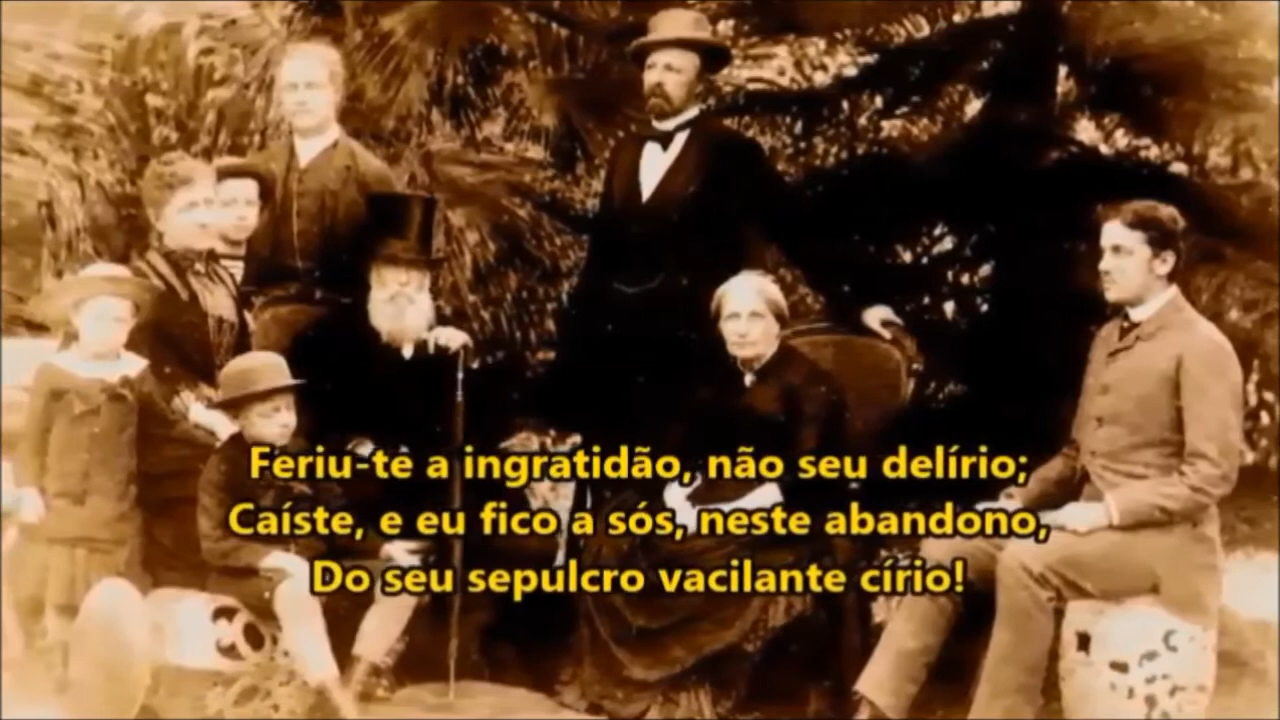 Feriu-te a ingratidão, não seu delírio;
Caíste, e eu fico a sós, neste abandono,
Do seu sepulcro vacilante círio!